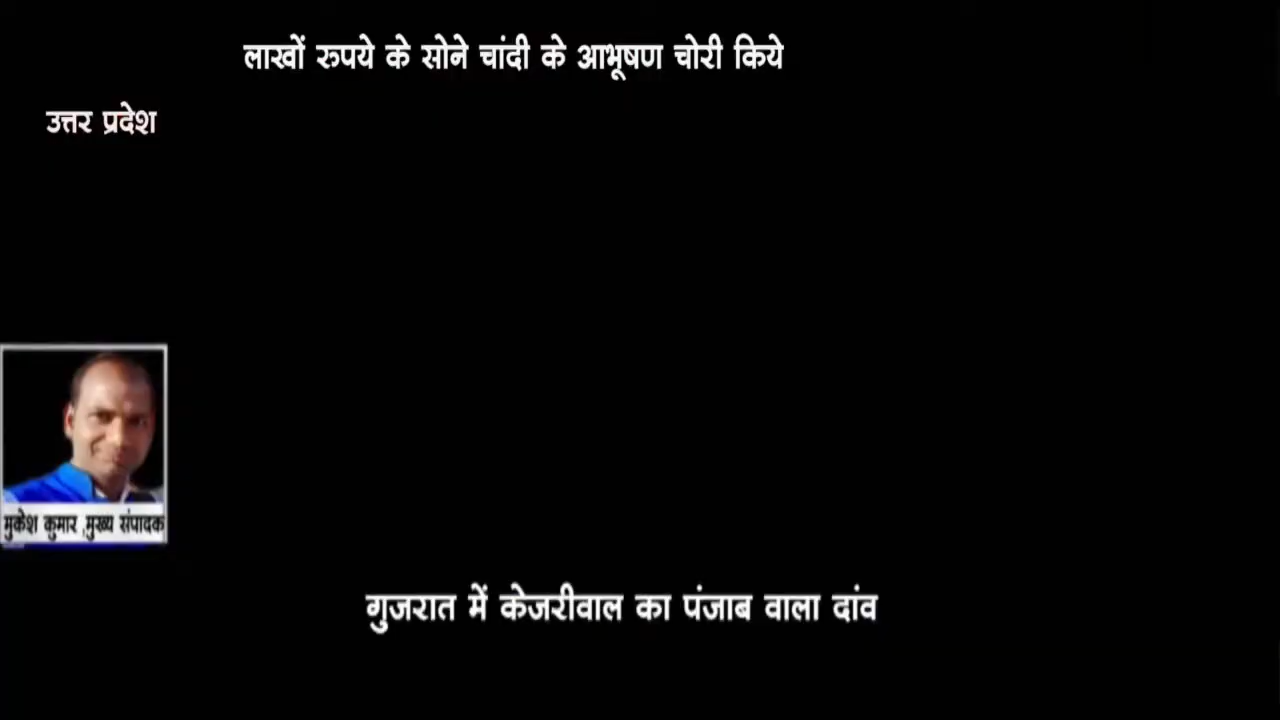 लाखों रुपये के सोने चांदी के आभूषण चोरी किये
उत्तर प्रदेश
मुकेश कुमार ,मुख्य संपादक
गुजरात में केजरीवाल का पंजाब वाला दांव